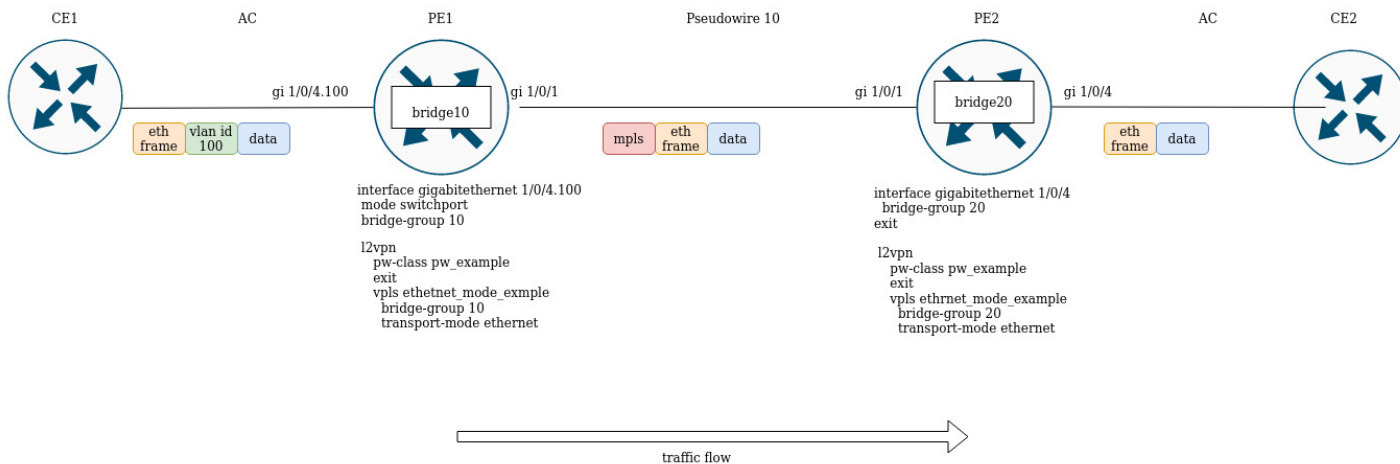 CE1
AC
PE1
Pseudowire 10
PE2
AC
CE2
gi 1/0/4.100
bridge10
gi 1/0/1
gi 1/0/1
bridge20
gi 1/0/4
eth
frame
vlan id
100
data
mpls
eth
frame
data
eth
frame
data
interface gigabitethernet 1/0/4.100
mode switchport
bridge-group 10
l2vpn
pw-class pw_example
exit
vpls ethetnet_mode_exmple
bridge-group 10
transport-mode ethernet
interface gigabitethernet 1/0/4
bridge-group 20
exit
l2vpn
pw-class pw_example
exit
vpls ethrnet_mode_example
bridge-group 20
transport-mode ethernet
traffic flow